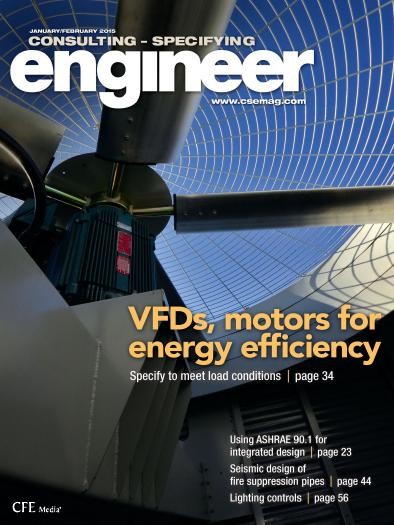 JANUARY/FEBRUARY 2015
CONSULTING - SPECIFYING
engineer
www.csemag.com
VFDs, motors for
energy efficiency
Specify to meet load conditions | page 34
Using ASHRAE 90.1 for
integrated design | page 23
Seismic design of
fire suppression pipes | page 44
Lighting controls | page 56
CFE Media